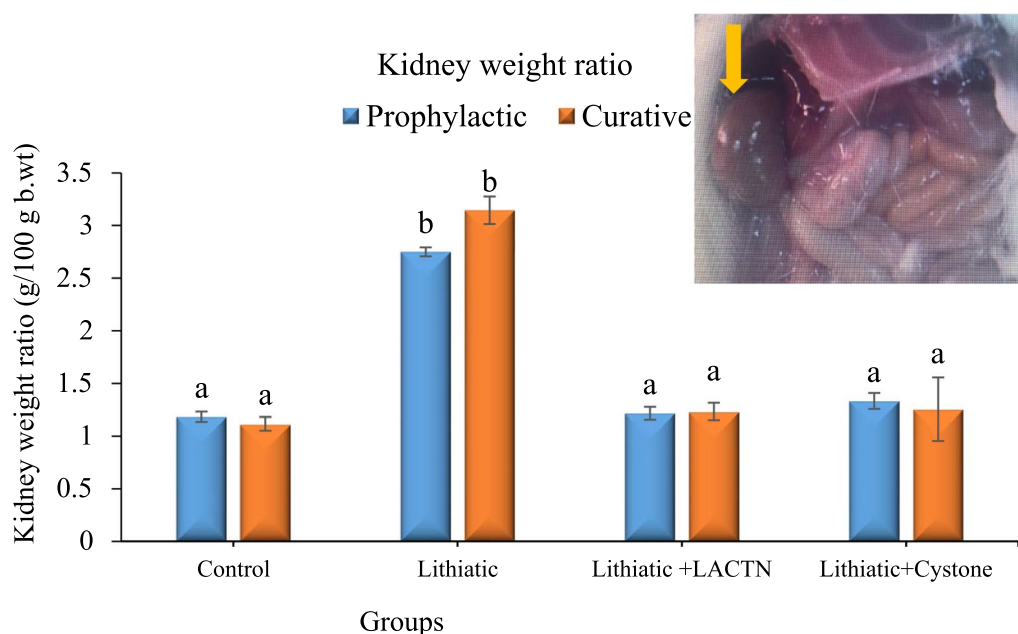 Kidney weight ratio
Prophylactic Curative
Kidney weight ratio (g/100 g b.wt)
3.5
3
2.5
2
1.5
1
0.5
0
b
b
a
a
a
a
a
a
Control
Lithiatic
Lithiatic +LACTN
Lithiatic+Cystone
Groups